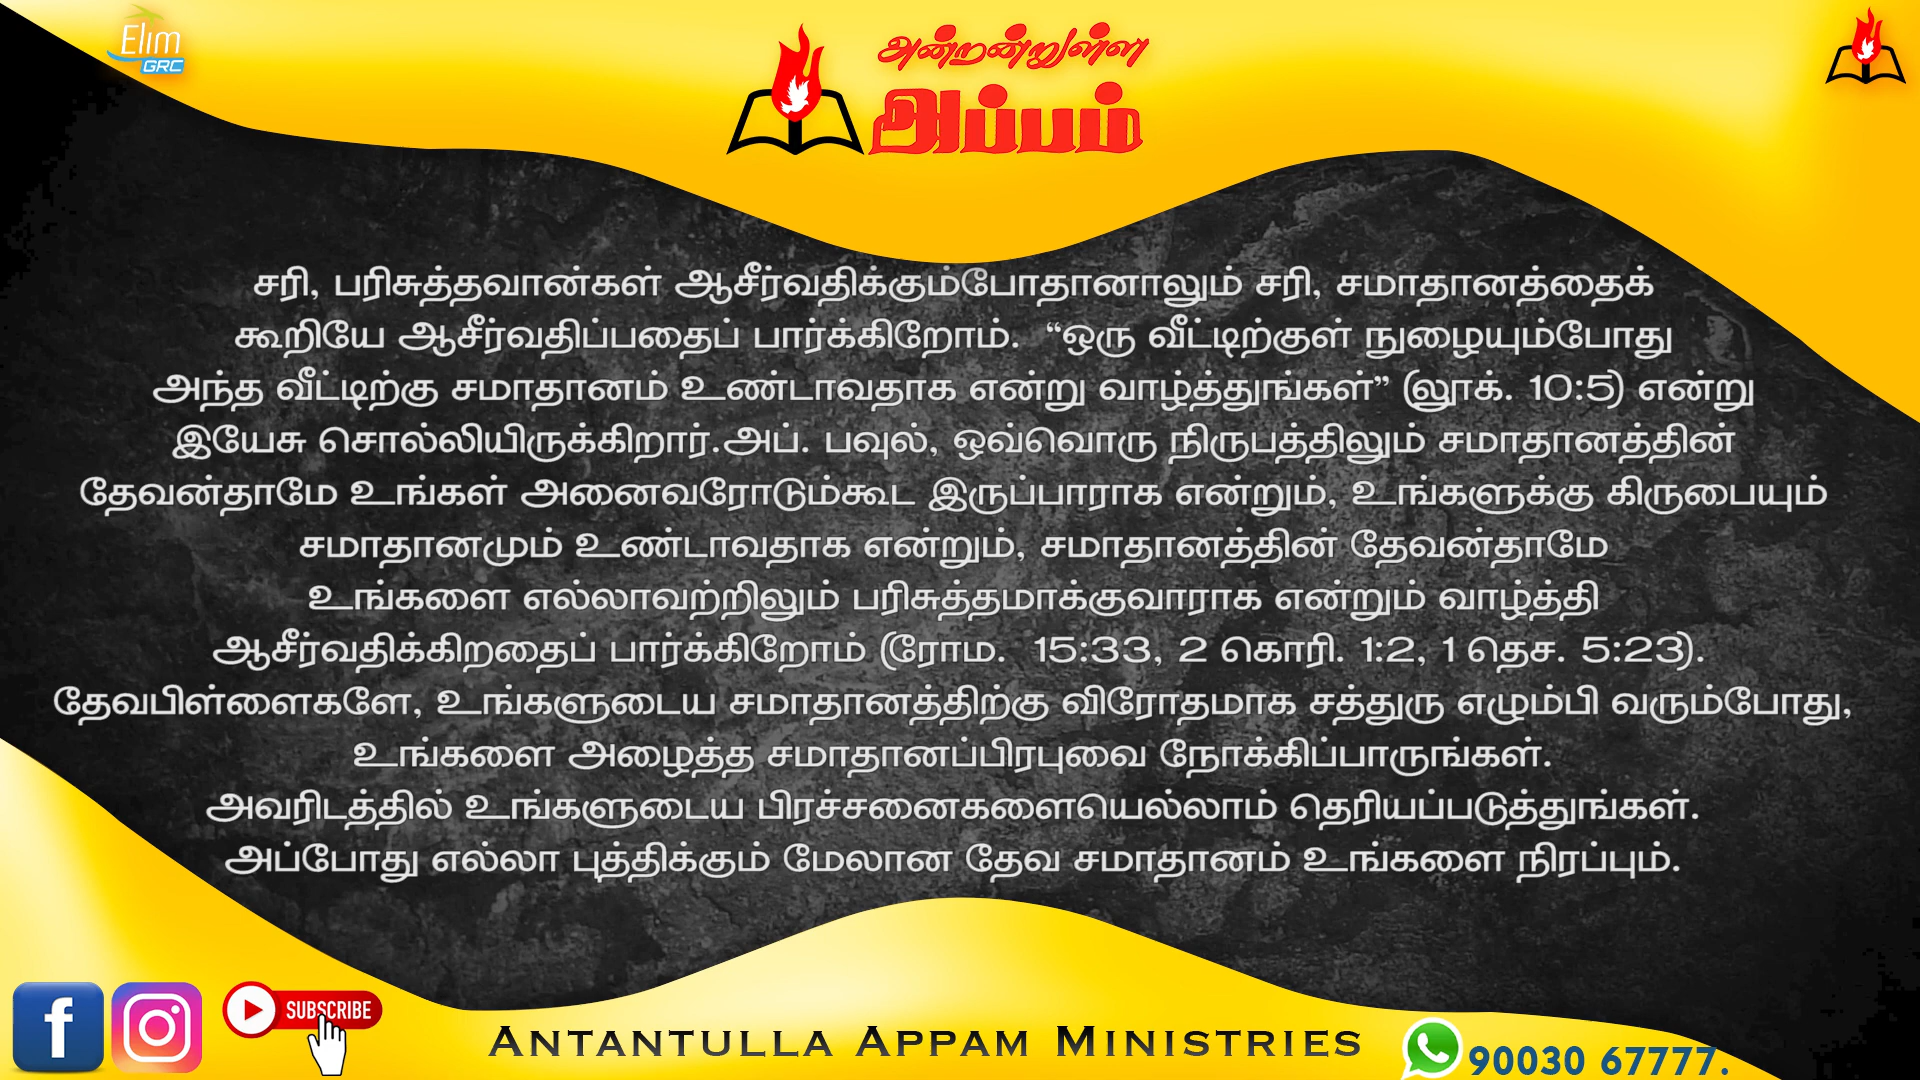 Elim
GRC
அன்றன்றுள்ள
அப்பம்
சரி, பரிசுத்தவான்கள் ஆசீர்வதிக்கும்போதானாலும் சரி, சமாதானத்தைக்
கூறியே ஆசீர்வதிப்பதைப் பார்க்கிறோம்.  “ஒரு வீட்டிற்குள் நுழையும்போது
அந்த வீட்டிற்கு சமாதானம் உண்டாவதாக என்று வாழ்த்துங்கள்” (லூக். 10:5) என்று
இயேசு சொல்லியிருக்கிறார்.அப். பவுல், ஒவ்வொரு நிருபத்திலும் சமாதானத்தின்
தேவன்தாமே உங்கள் அனைவரோடும்கூட இருப்பாராக என்றும், உங்களுக்கு கிருபையும்
சமாதானமும் உண்டாவதாக என்றும், சமாதானத்தின் தேவன்தாமே
உங்களை எல்லாவற்றிலும் பரிசுத்தமாக்குவாராக என்றும் வாழ்த்தி
ஆசீர்வதிக்கிறதைப் பார்க்கிறோம் (ரோம.  15:33, 2 கொரி. 1:2, 1 தெச. 5:23).
தேவபிள்ளைகளே, உங்களுடைய சமாதானத்திற்கு விரோதமாக சத்துரு எழும்பி வரும்போது,
உங்களை அழைத்த சமாதானப்பிரபுவை நோக்கிப்பாருங்கள்.
அவரிடத்தில் உங்களுடைய பிரச்சனைகளையெல்லாம் தெரியப்படுத்துங்கள்.
அப்போது எல்லா புத்திக்கும் மேலான தேவ சமாதானம் உங்களை நிரப்பும்.
SUBSCRIBE
ANTANTULLA APPAM MINISTRIES
90030 67777.